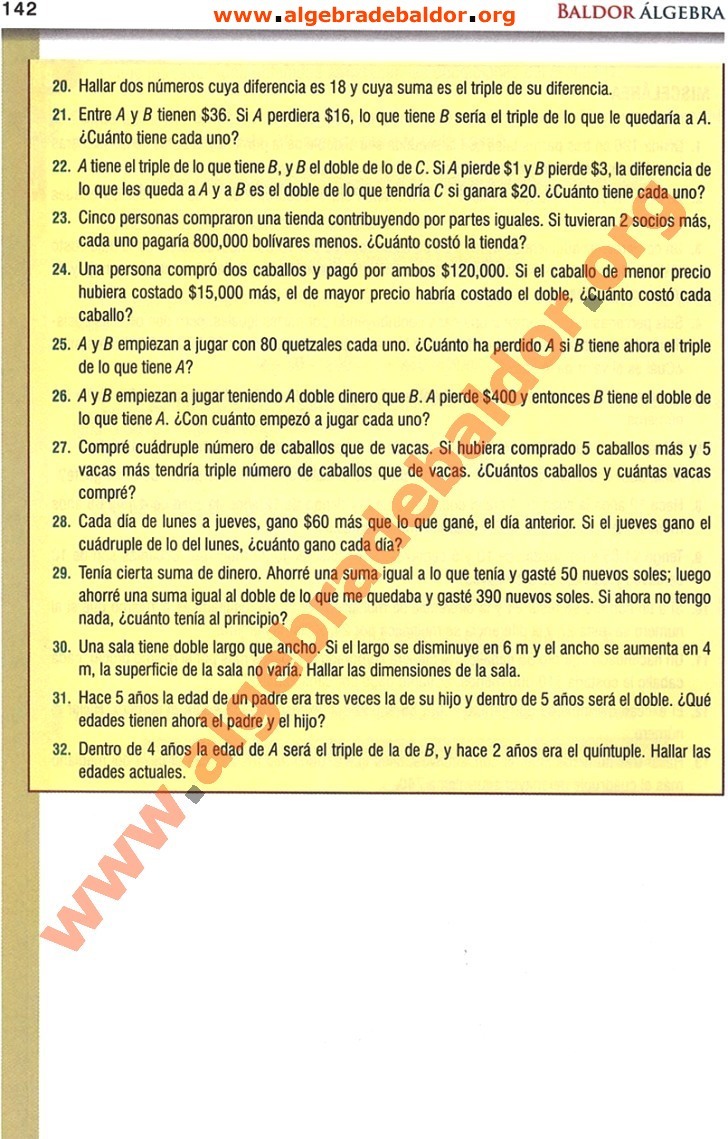 142
www.algebradebaldor.org
BALDOR ÁLGEBRA
20. Hallar dos números cuya diferencia es 18 y cuya suma es el triple de su diferencia.
21. Entre A y B tienen $36. Si A perdiera $16, lo que tiene B sería el triple de lo que le quedaría a A.
¿Cuánto tiene cada uno?
22. A tiene el triple de lo que tiene B, y B el doble de lo de C. Si A pierde $1 y B pierde $3, la diferencia de
lo que les queda a A y a B es el doble de lo que tendría C si ganara $20. ¿Cuánto tiene cada uno?
23. Cinco personas compraron una tienda contribuyendo por partes iguales. Si tuvieran 2 socios más,
cada uno pagaría 800,000 bolívares menos. ¿Cuánto costó la tienda?
24. Una persona compró dos caballos y pagó por ambos $120,000. Si el caballo de menor precio
hubiera costado $15,000 más, el de mayor precio habría costado el doble, ¿Cuánto costó cada
caballo?
25. A y B empiezan a jugar con 80 quetzales cada uno. ¿Cuánto ha perdido A si B tiene ahora el triple
de lo que tiene A?
26. A y B empiezan a jugar teniendo A doble dinero que B. A pierde $400 y entonces B tiene el doble de
lo que tiene A. ¿Con cuánto empezó a jugar cada uno?
27. Compré cuádruple número de caballos que de vacas. Si hubiera comprado 5 caballos más y 5
vacas más tendría triple número de caballos que de vacas. ¿Cuántos caballos y cuántas vacas
compré?
28. Cada día de lunes a jueves, gano $60 más que lo que gané, el día anterior. Si el jueves gano el
cuádruple de lo del lunes, ¿cuánto gano cada día?
29. Tenía cierta suma de dinero. Ahorré una suma igual a lo que tenía y gasté 50 nuevos soles; luego
ahorré una suma igual al doble de lo que me quedaba y gasté 390 nuevos soles. Si ahora no tengo
nada, ¿cuánto tenía al principio?
30. Una sala tiene doble largo que ancho. Si el largo se disminuye en 6 m y el ancho se aumenta en 4
m, la superficie de la sala no varía. Hallar las dimensiones de la sala.
31. Hace 5 años la edad de un padre era tres veces la de su hijo y dentro de 5 años será el doble. ¿Qué
edades tienen ahora el padre y el hijo?
32. Dentro de 4 años la edad de A será el triple de la de B, y hace 2 años era el quíntuple. Hallar las
edades actuales.
www.algebradebaldor.org